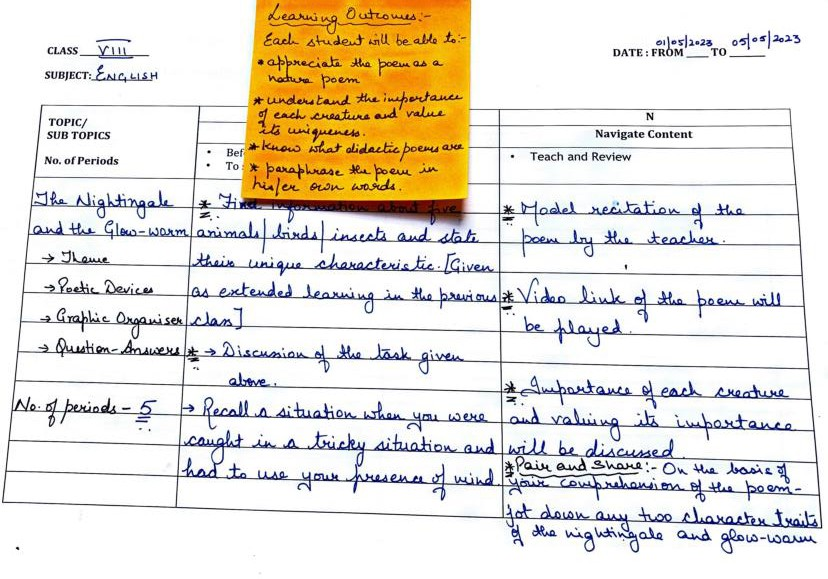 Learning Outcomes:-
Each student will be able to:-
• appreciate the poem as a
nature poem
* understand the importance
of each creature and value
its uniqueness.
* know what didactic poems are
* paraphrase the poem in
his/er own words.
CLASS VIII
SUBJECT: ENGLISH
DATE : FROM 01/05/2023 TO 05/05/2023
TOPIC/
SUB TOPICS
No. of Periods
• To
N
Navigate Content
• Teach and Review
The Nightingale
and the Glow-worm
→ Theme
→ Poetic Devices
→ Graphic Organiser
→ Question-Answers
No. of periods - 5
* Find information about five
animals/birds/insects and state
their unique characteristic. [Given
as extended learning in the previous
class]
* → Discussion of the task given
above.
→ Recall a situation when you were
caught in a tricky situation and
had to use your presence of mind.
* Model recitation of the
poem by the teacher.
* Video link of the poem will
be played.
* Importance of each creature
and valuing its importance
will be discussed.
* Pair and Share:- On the basis of
your comprehension of the poem-
jot down any two character traits
of the nightingale and glow-worm